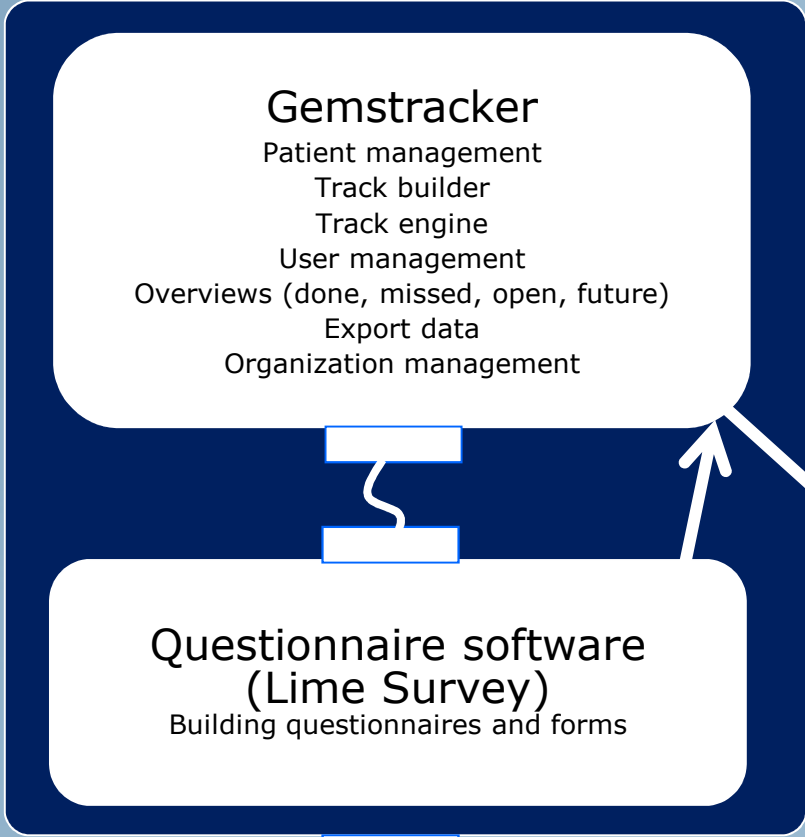 Gemstracker
Patient management
Track builder
Track engine
User management
Overviews (done, missed, open, future)
Export data
Organization management
Questionnaire software
(Lime Survey)
Building questionnaires and forms